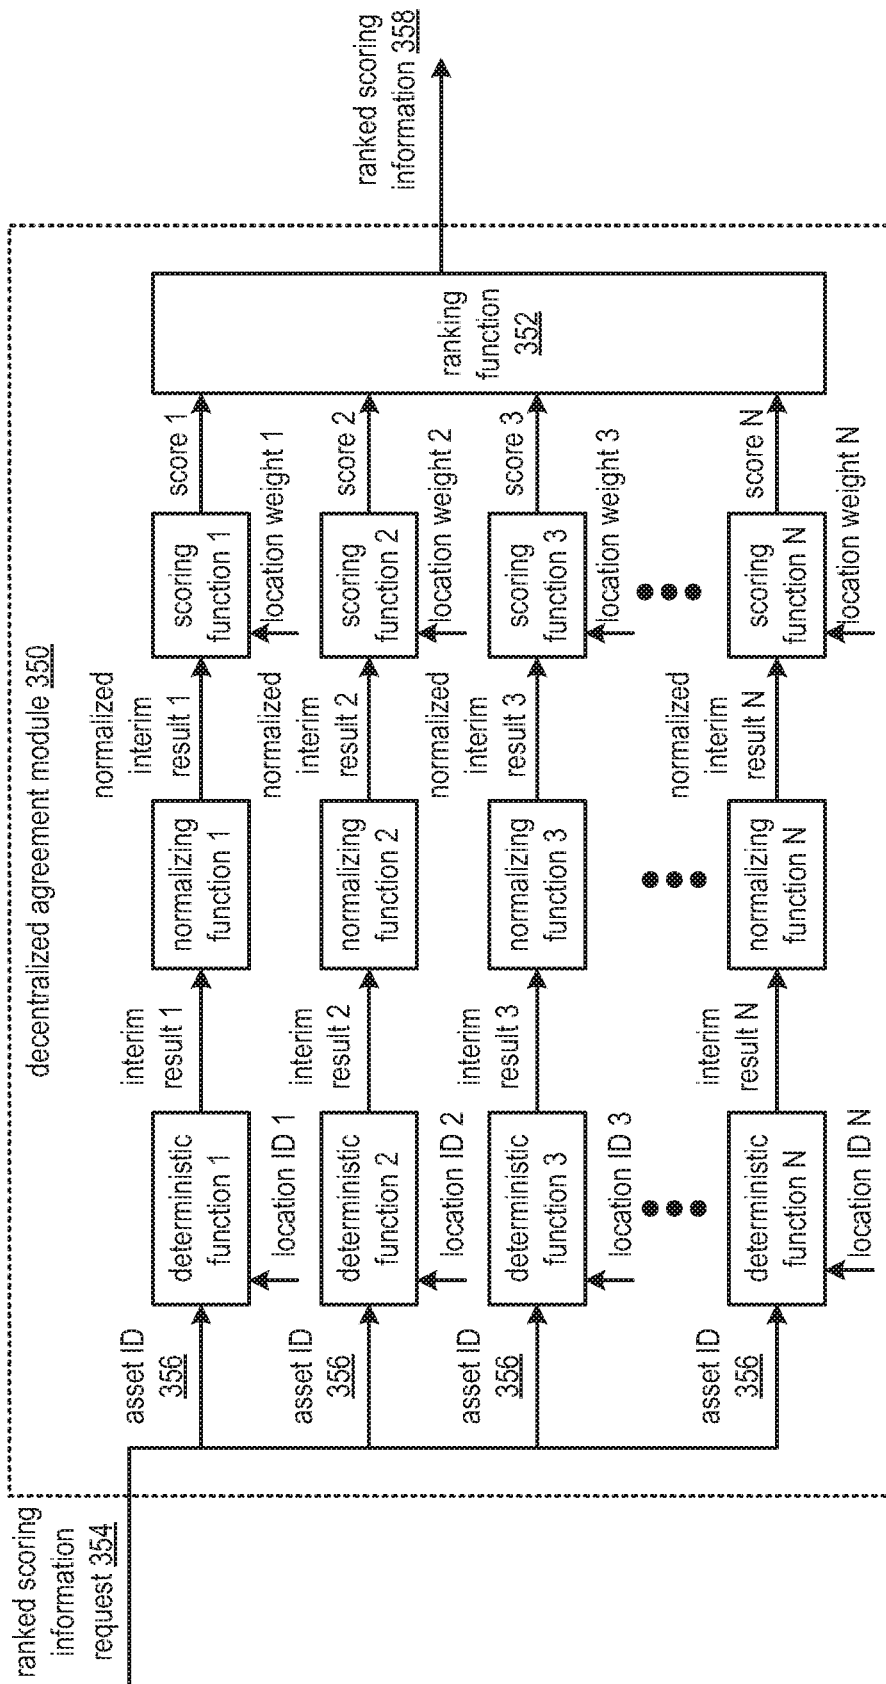 ranked scoring
information
request 354
decentralized agreement module 350
asset ID
356
deterministic
function 1
location ID 1
interim
result 1
normalizing
function 1
normalized
interim
result 1
scoring
function 1
location weight 1
score 1
asset ID
356
deterministic
function 2
location ID 2
interim
result 2
normalizing
function 2
normalized
interim
result 2
scoring
function 2
location weight 2
score 2
asset ID
356
deterministic
function 3
location ID 3
interim
result 3
normalizing
function 3
normalized
interim
result 3
scoring
function 3
location weight 3
score 3
asset ID
356
deterministic
function N
location ID N
interim
result N
normalizing
function N
normalized
interim
result N
scoring
function N
location weight N
score N
ranking
function
352
ranked scoring
information 358